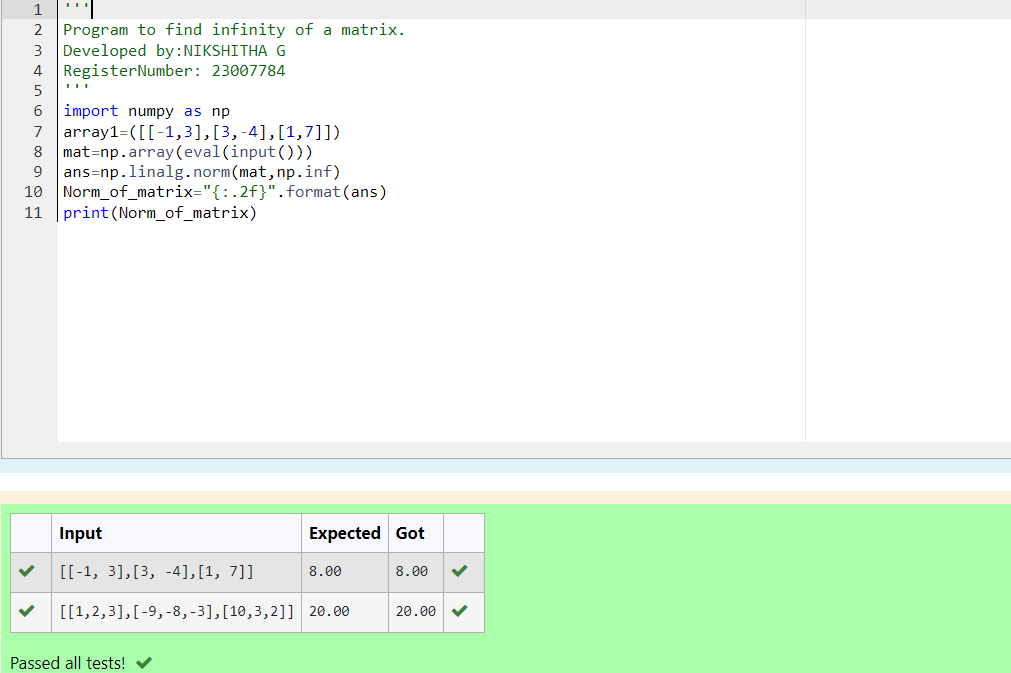 1 '''
2 Program to find infinity of a matrix.
3 Developed by:NIKSHITHA G
4 RegisterNumber: 23007784
5 '''
6 import numpy as np
7 array1=([[-1,3],[3,-4],[1,7]])
8 mat=np.array(eval(input()))
9 ans=np.linalg.norm(mat,np.inf)
10 Norm_of_matrix="{:.2f}".format(ans)
11 print(Norm_of_matrix)
Input Expected Got
[[-1, 3],[3, -4],[1, 7]] 8.00 8.00
[[1,2,3],[-9,-8,-3],[10,3,2]] 20.00 20.00
Passed all tests!